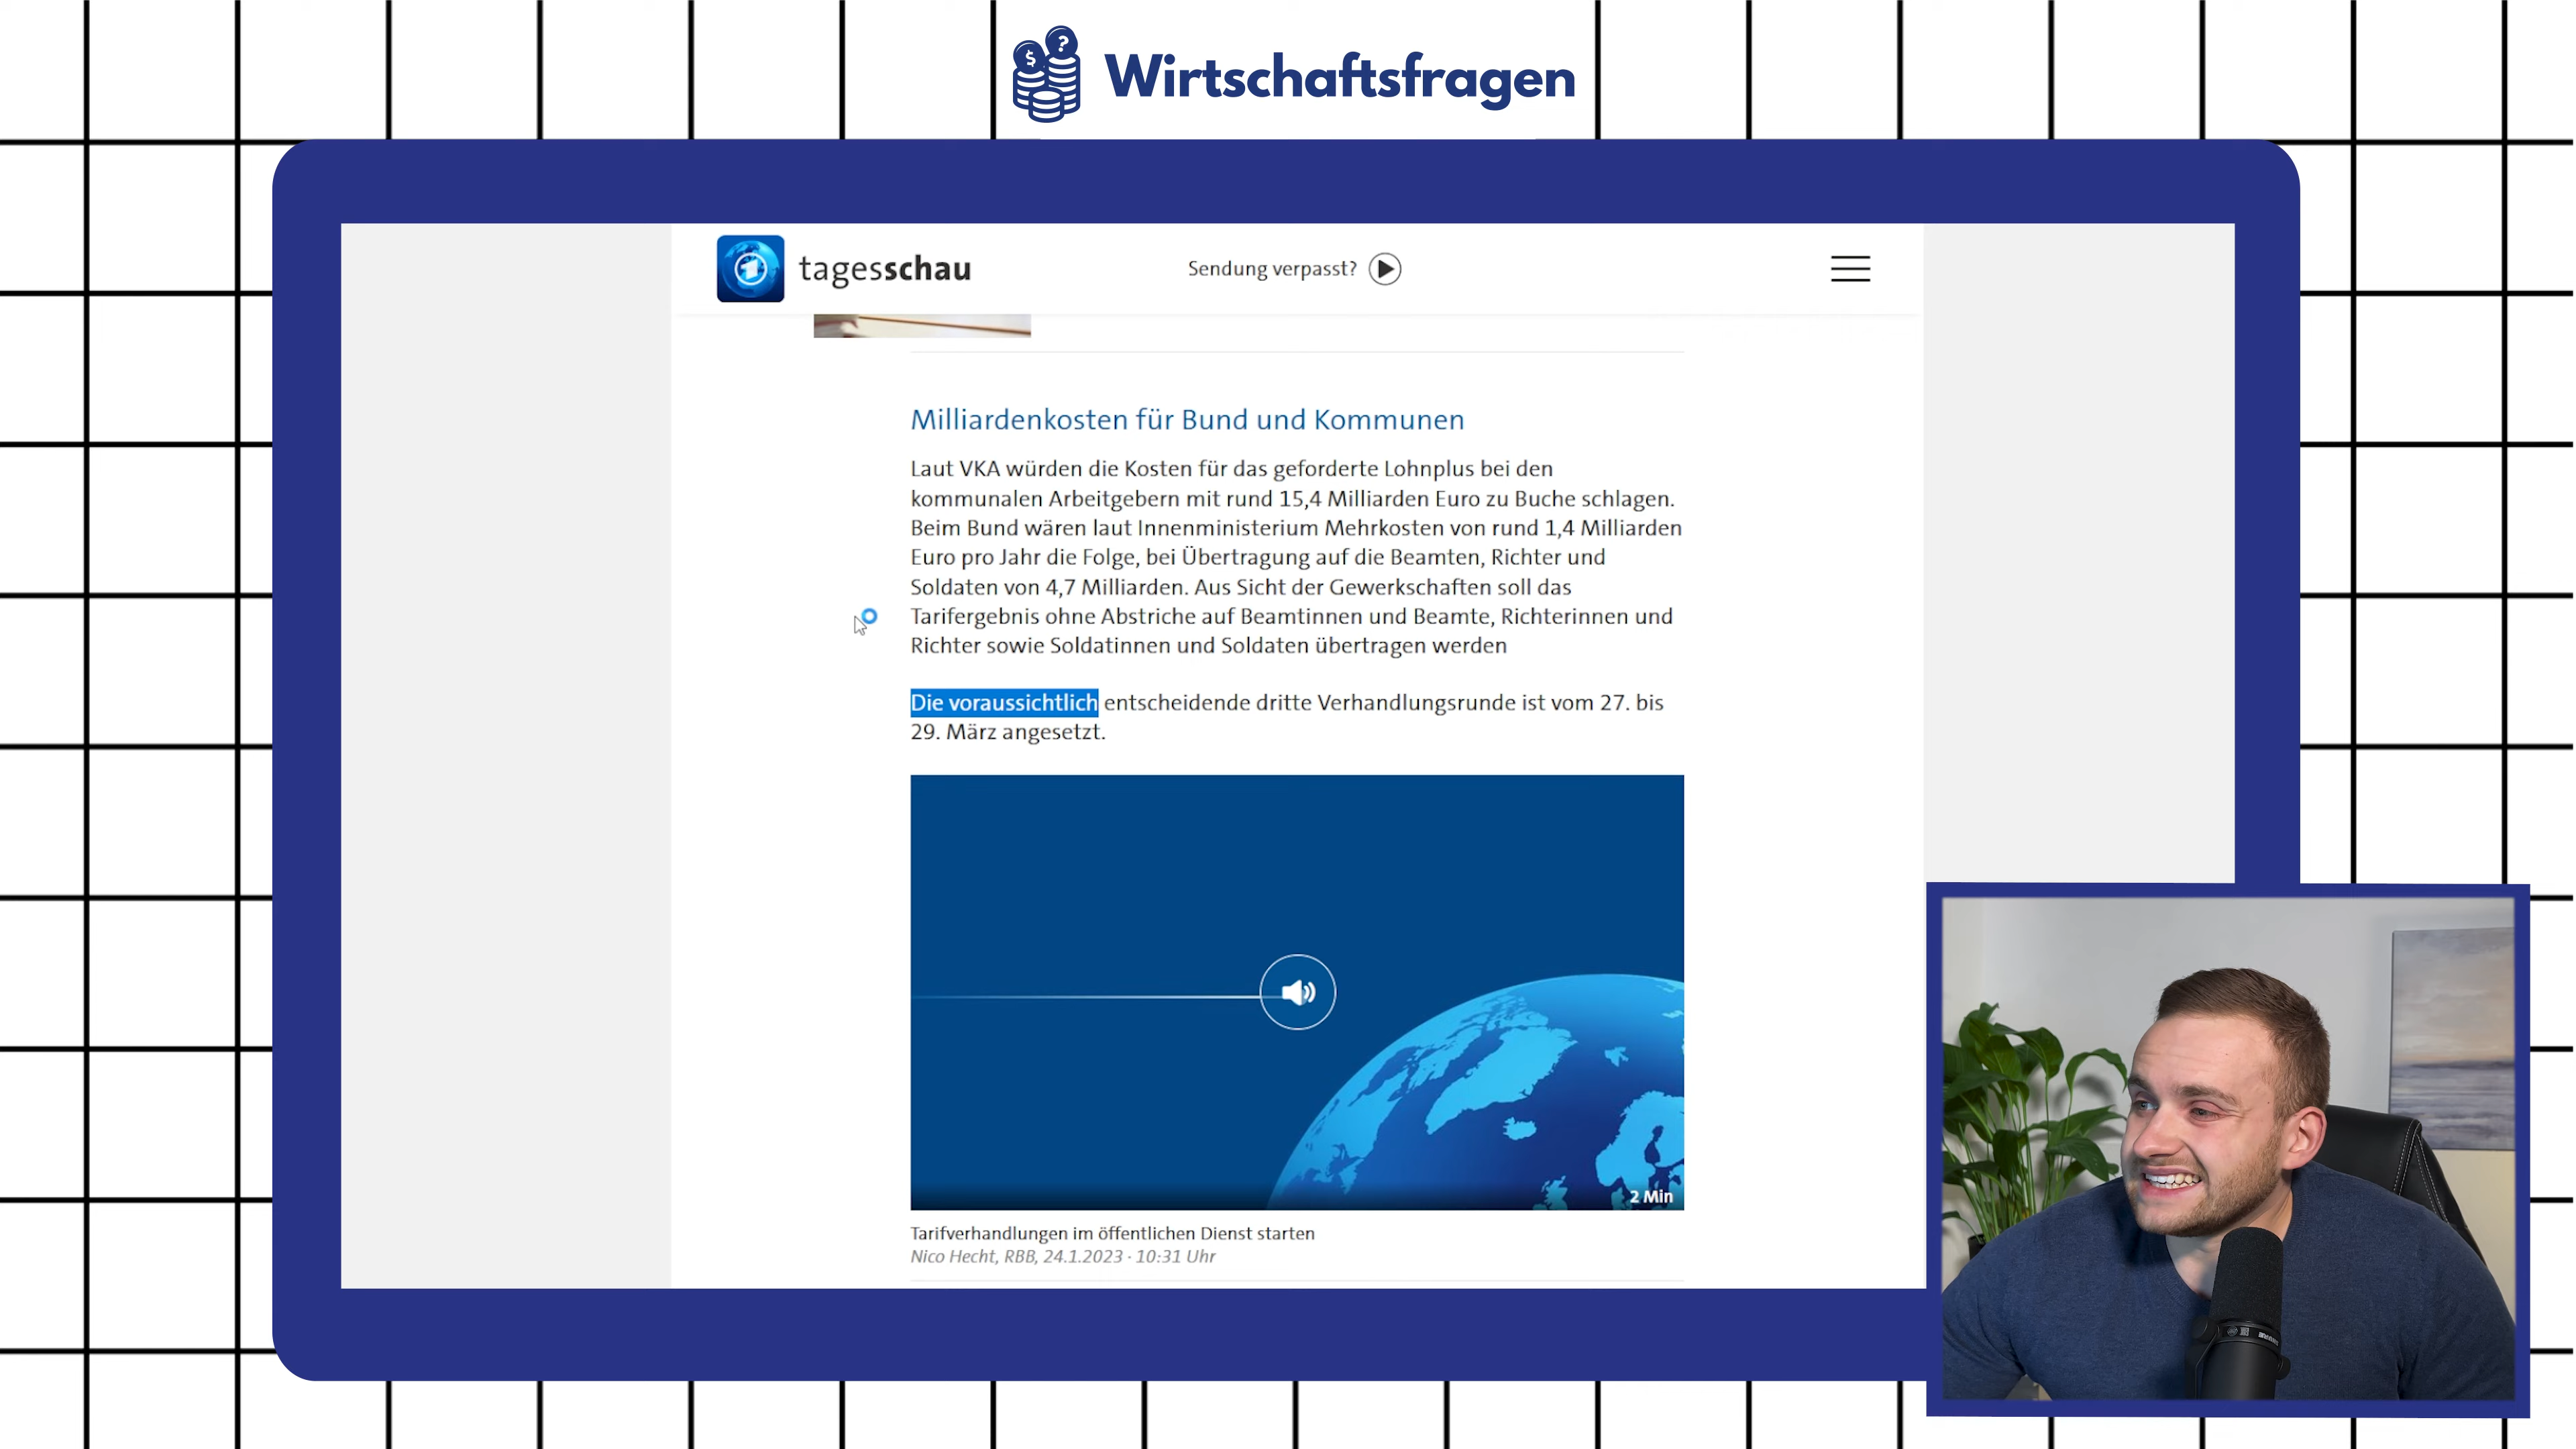 $ ?
Wirtschaftsfragen
tagesschau
Sendung verpasst?
Milliardenkosten für Bund und Kommunen
Laut VKA würden die Kosten für das geforderte Lohnplus bei den
kommunalen Arbeitgebern mit rund 15,4 Milliarden Euro zu Buche schlagen.
Beim Bund wären laut Innenministerium Mehrkosten von rund 1,4 Milliarden
Euro pro Jahr die Folge, bei Übertragung auf die Beamten, Richter und
Soldaten von 4,7 Milliarden. Aus Sicht der Gewerkschaften soll das
Tarifergebnis ohne Abstriche auf Beamtinnen und Beamte, Richterinnen und
Richter sowie Soldatinnen und Soldaten übertragen werden
Die voraussichtlich entscheidende dritte Verhandlungsrunde ist vom 27. bis
29. März angesetzt.
2 Min
Tarifverhandlungen im öffentlichen Dienst starten
Nico Hecht, RBB, 24.1.2023 · 10:31 Uhr